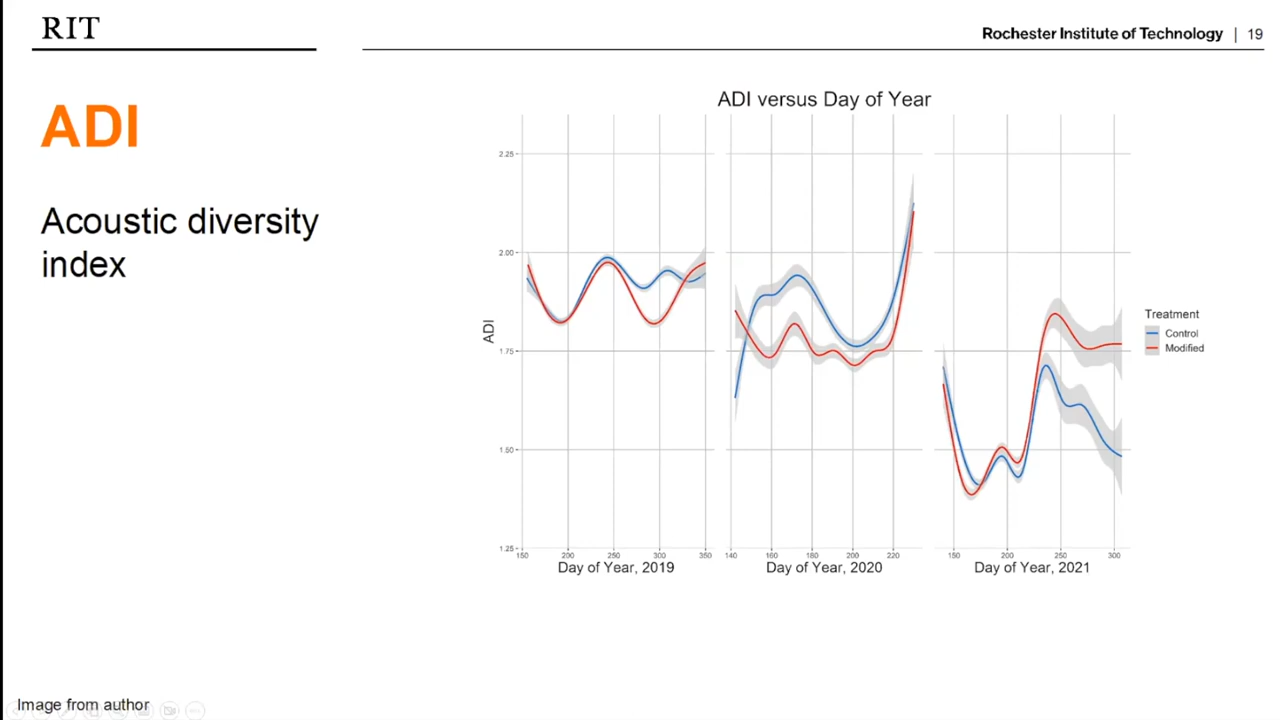 RIT
Rochester Institute of Technology | 19
ADI
Acoustic diversity
index
ADI versus Day of Year
2.25
2.00
1.75
1.50
1.25
ADI
150 200 250 300 350
140 160 180 200 220
150 200 250 300
Day of Year, 2019
Day of Year, 2020
Day of Year, 2021
Treatment
Control
Modified
Image from author